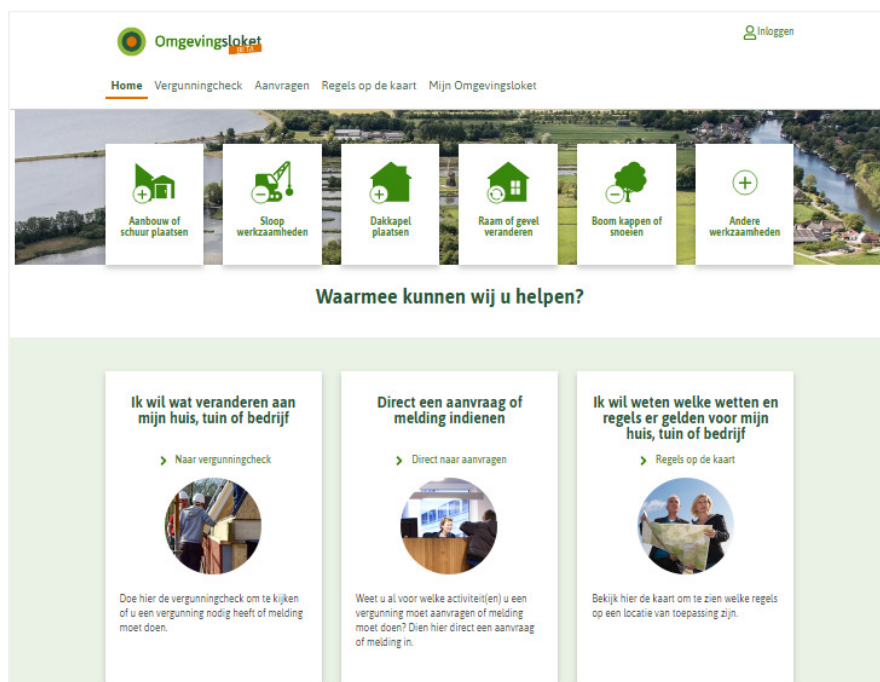 Omgevingsloket
BETA
Inloggen
Home Vergunningcheck Aanvragen Regels op de kaart Mijn Omgevingsloket
Aanbouw of
schuur plaatsen
Sloop
werkzaamheden
Dakkapel
plaatsen
Raam of gevel
veranderen
Boom kappen of
snoeien
Andere
werkzaamheden
Waarmee kunnen wij u helpen?
Ik wil wat veranderen aan
mijn huis, tuin of bedrijf
Naar vergunningcheck
Doe hier de vergunningcheck om te kijken
of u een vergunning nodig heeft of melding
moet doen.
Direct een aanvraag of
melding indienen
Direct naar aanvragen
Weet u al voor welke activiteit(en) u een
vergunning moet aanvragen of melding
moet doen? Dien hier direct een aanvraag
of melding in.
Ik wil weten welke wetten en
regels er gelden voor mijn
huis, tuin of bedrijf
Regels op de kaart
Bekijk hier de kaart om te zien welke regels
op een locatie van toepassing zijn.